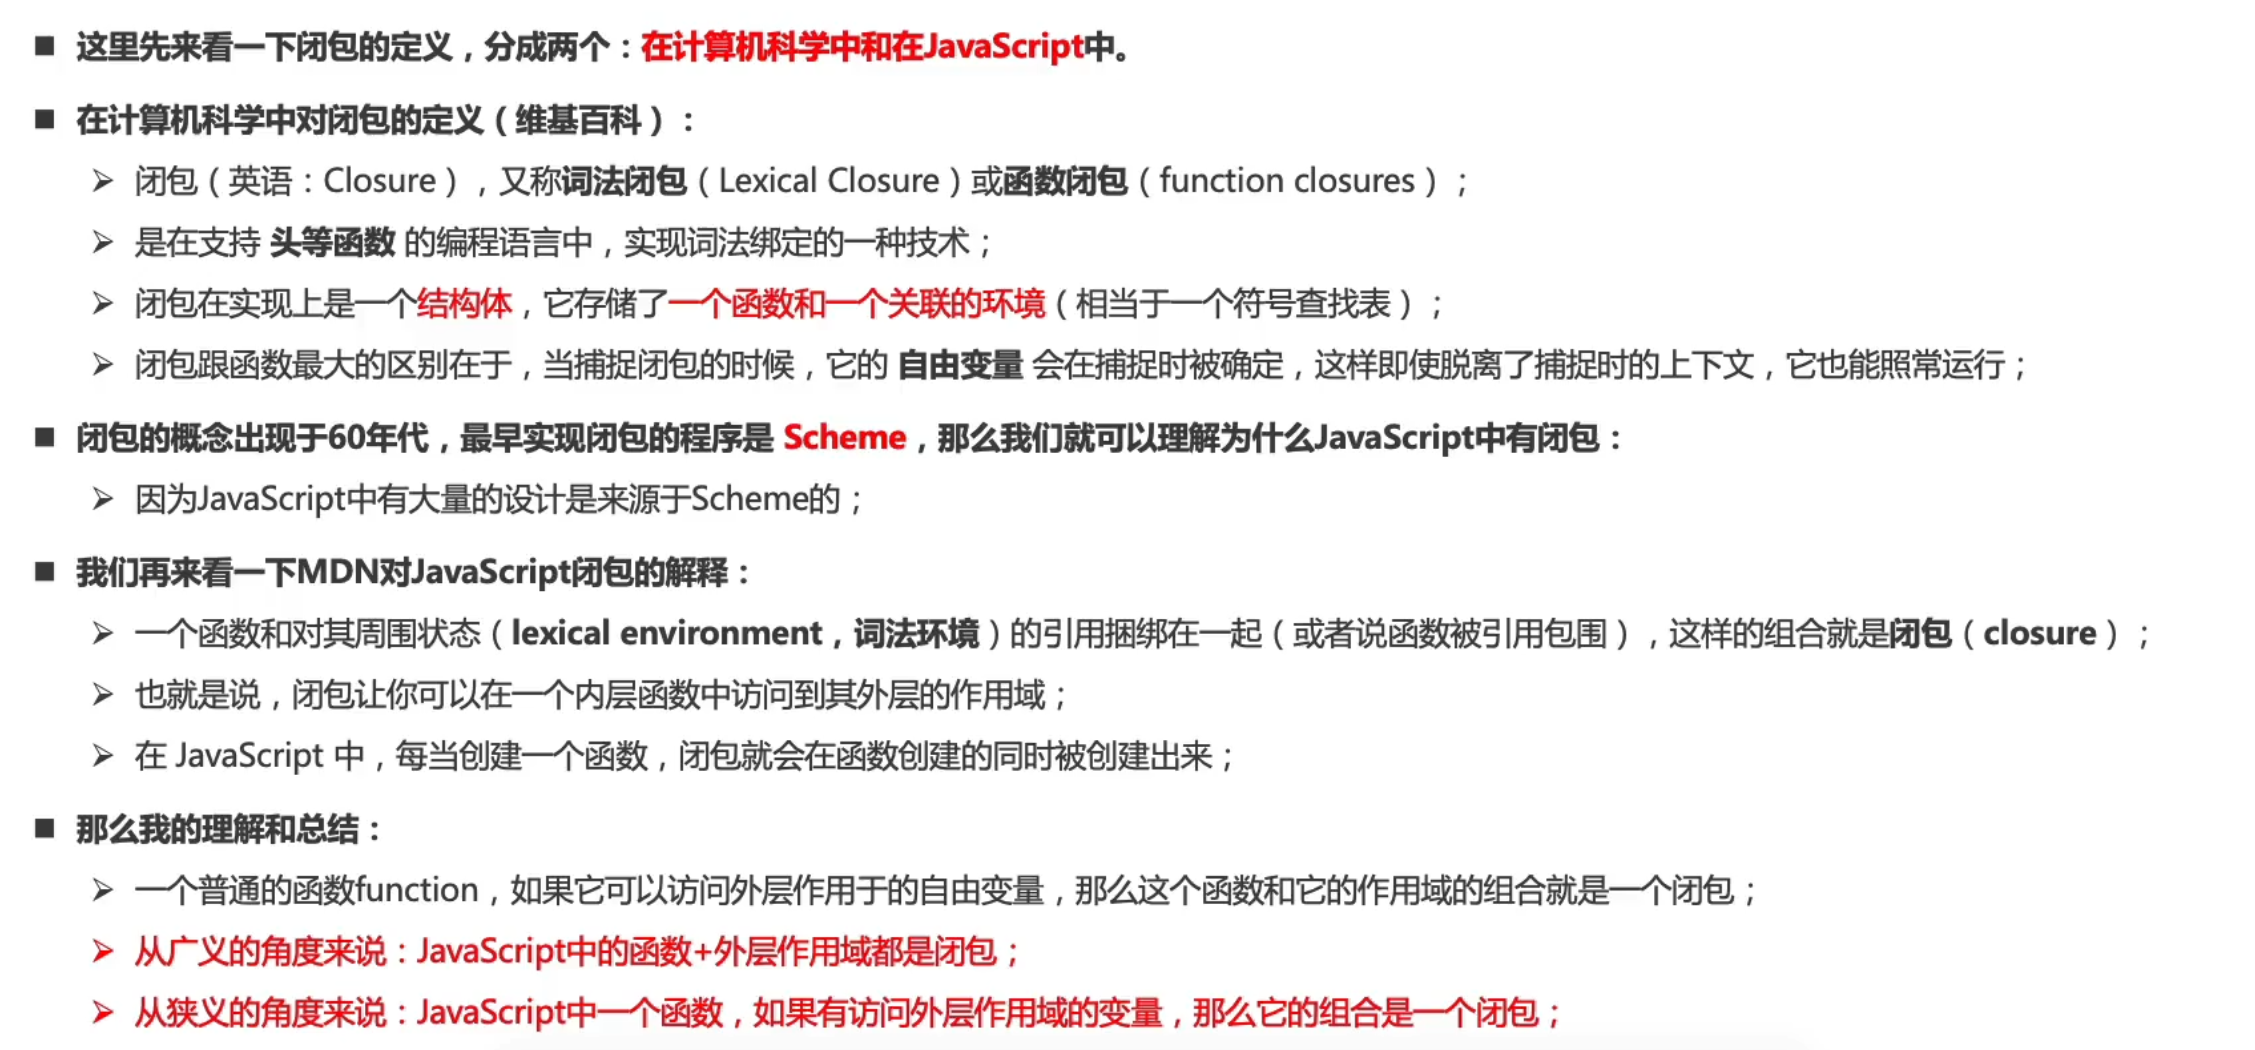 ■ 这里先来看一下闭包的定义，分成两个：在计算机科学中和在JavaScript中。
■ 在计算机科学中对闭包的定义（维基百科）：
➢ 闭包（英语：Closure），又称词法闭包（Lexical Closure）或函数闭包（function closures）；
➢ 是在支持 头等函数 的编程语言中，实现词法绑定的一种技术；
➢ 闭包在实现上是一个结构体，它存储了一个函数和一个关联的环境（相当于一个符号查找表）；
➢ 闭包跟函数最大的区别在于，当捕捉闭包的时候，它的 自由变量 会在捕捉时被确定，这样即使脱离了捕捉时的上下文，它也能照常运行；
■ 闭包的概念出现于60年代，最早实现闭包的程序是 Scheme，那么我们就可以理解为什么JavaScript中有闭包：
➢ 因为JavaScript中有大量的设计是来源于Scheme的；
■ 我们再来看一下MDN对JavaScript闭包的解释：
➢ 一个函数和对其周围状态（lexical environment，词法环境）的引用捆绑在一起（或者说函数被引用包围），这样的组合就是闭包（closure）；
➢ 也就是说，闭包让你可以在一个内层函数中访问到其外层的作用域；
➢ 在 JavaScript 中，每当创建一个函数，闭包就会在函数创建的同时被创建出来；
■ 那么我的理解和总结：
➢ 一个普通的函数function，如果它可以访问外层作用于的自由变量，那么这个函数和它的作用域的组合就是一个闭包；
➢ 从广义的角度来说：JavaScript中的函数+外层作用域都是闭包；
➢ 从狭义的角度来说：JavaScript中一个函数，如果有访问外层作用域的变量，那么它的组合是一个闭包；